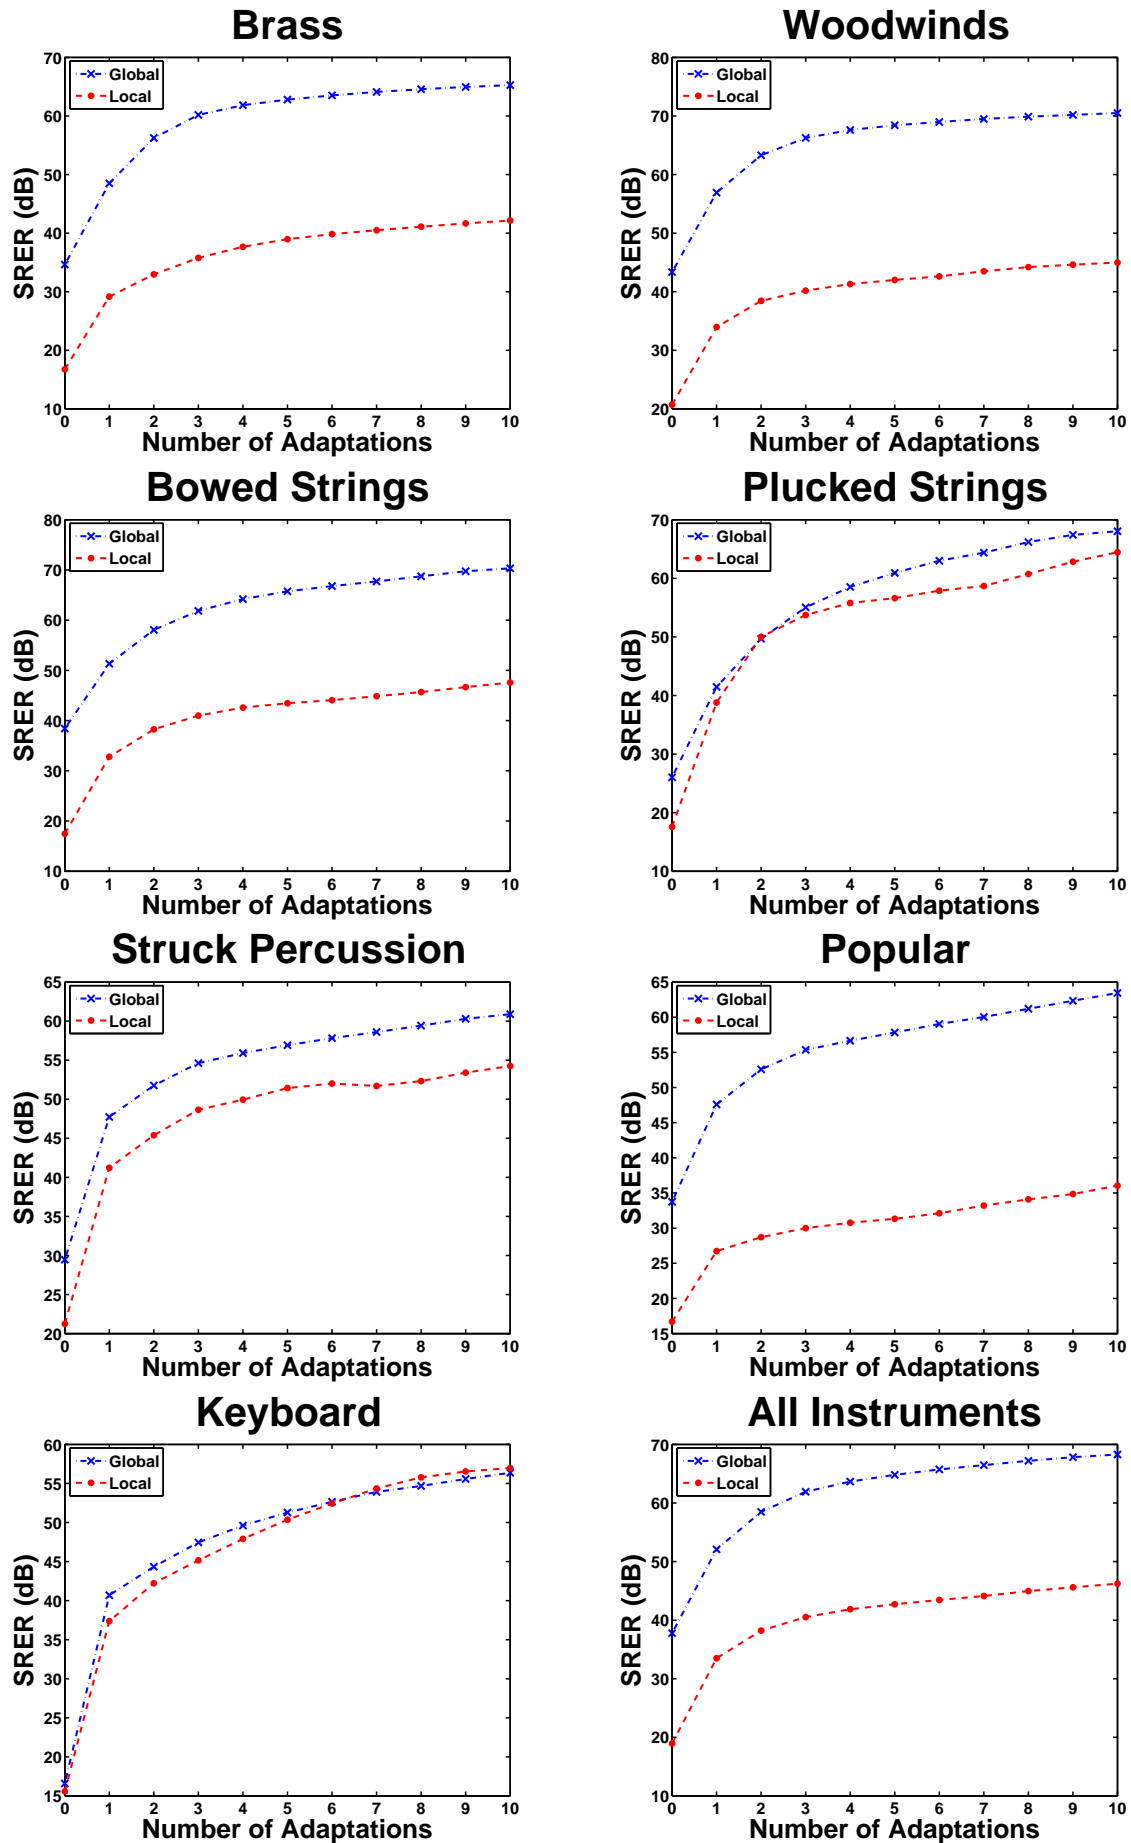 Brass
Global
Local
SRER (dB)
70
60
50
40
30
20
10
0 1 2 3 4 5 6 7 8 9 10
Number of Adaptations
Woodwinds
Global
Local
SRER (dB)
80
70
60
50
40
30
20
0 1 2 3 4 5 6 7 8 9 10
Number of Adaptations
Bowed Strings
Global
Local
SRER (dB)
80
70
60
50
40
30
20
10
0 1 2 3 4 5 6 7 8 9 10
Number of Adaptations
Plucked Strings
Global
Local
SRER (dB)
70
60
50
40
30
20
10
0 1 2 3 4 5 6 7 8 9 10
Number of Adaptations
Struck Percussion
Global
Local
SRER (dB)
65
60
55
50
45
40
35
30
25
20
0 1 2 3 4 5 6 7 8 9 10
Number of Adaptations
Popular
Global
Local
SRER (dB)
65
60
55
50
45
40
35
30
25
20
15
0 1 2 3 4 5 6 7 8 9 10
Number of Adaptations
Keyboard
Global
Local
SRER (dB)
60
55
50
45
40
35
30
25
20
15
0 1 2 3 4 5 6 7 8 9 10
Number of Adaptations
All Instruments
Global
Local
SRER (dB)
70
60
50
40
30
20
10
0 1 2 3 4 5 6 7 8 9 10
Number of Adaptations